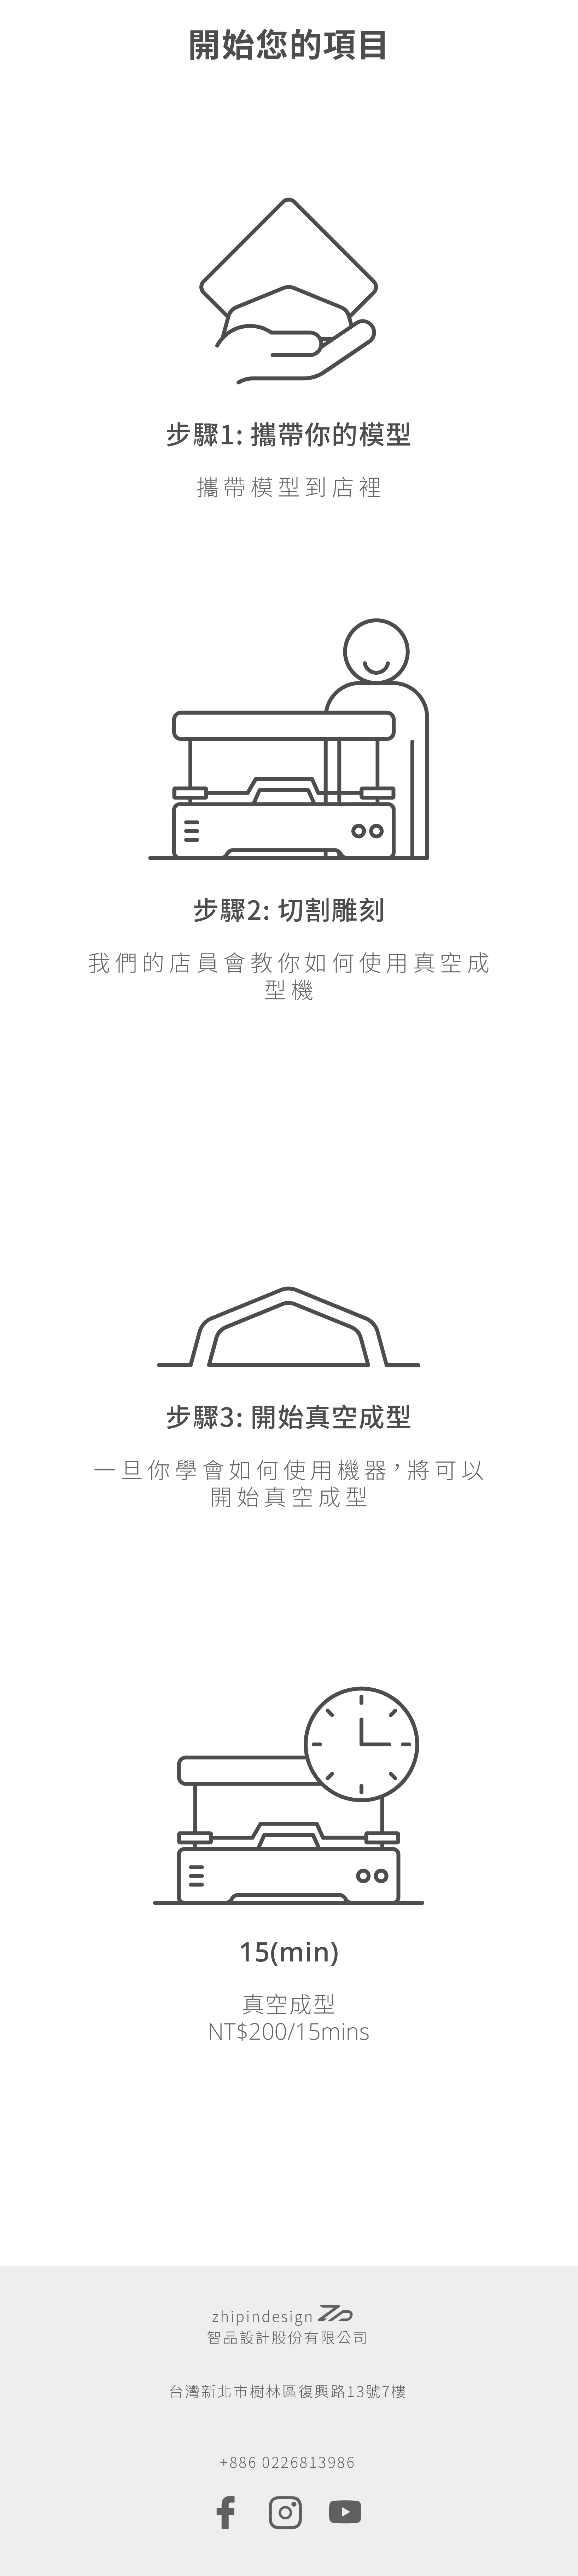 開始您的項目
步驟1: 攜帶你的模型
攜帶模型到店裡
步驟2: 切割雕刻
我們的店員會教你如何使用真空成
型機
步驟3: 開始真空成型
一旦你學會如何使用機器，將可以
開始真空成型
15(min)
真空成型
NT$200/15mins
zhipindesign
智品設計股份有限公司
台灣新北市樹林區復興路13號7樓
+886 0226813986